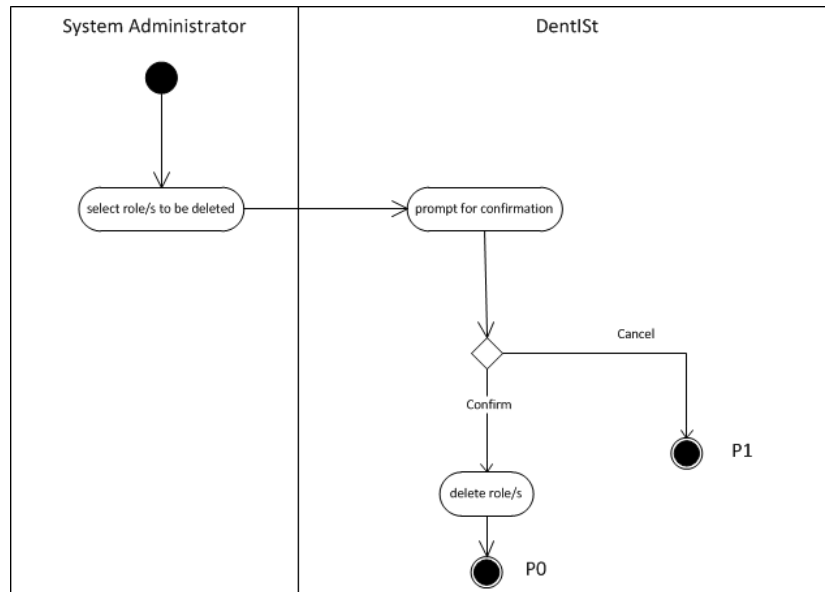 System Administrator
DentISt
select role/s to be deleted
prompt for confirmation
Cancel
Confirm
P1
delete role/s
P0